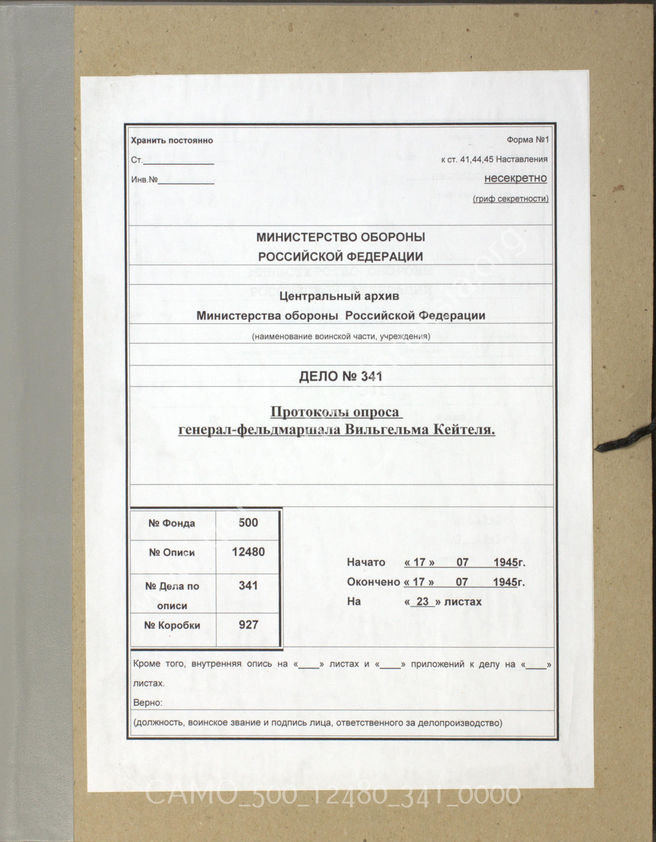 Хранить постоянно
Форма №1
Ст.
к ст. 41,44,45 Наставления
Инв.№
несекретно
(гриф секретности)
МИНИСТЕРСТВО ОБОРОНЫ
РОССИЙСКОЙ ФЕДЕРАЦИИ
Центральный архив
Министерства обороны Российской Федерации
(наименование воинской части, учреждения)
ДЕЛО № 341
Протоколы опроса
генерал-фельдмаршала Вильгельма Кейтеля.
№ Фонда 500
№ Описи 12480
№ Дела по
описи
341
№ Коробки 927
Начато « 17 » 07 1945г.
Окончено « 17 » 07 1945г.
На « 23 » листах
Кроме того, внутренняя опись на «___» листах и «___» приложений к делу на «___»
листах.
Верно:
(должность, воинское звание и подпись лица, ответственного за делопроизводство)
CAMO_500_12480_341_0000